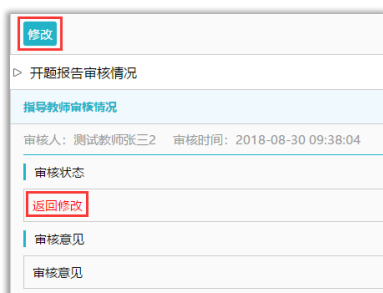 修改
开题报告审核情况
指导教师审核情况
审核人：测试教师张三2 审核时间：2018-08-30 09:38:04
审核状态
返回修改
审核意见
审核意见